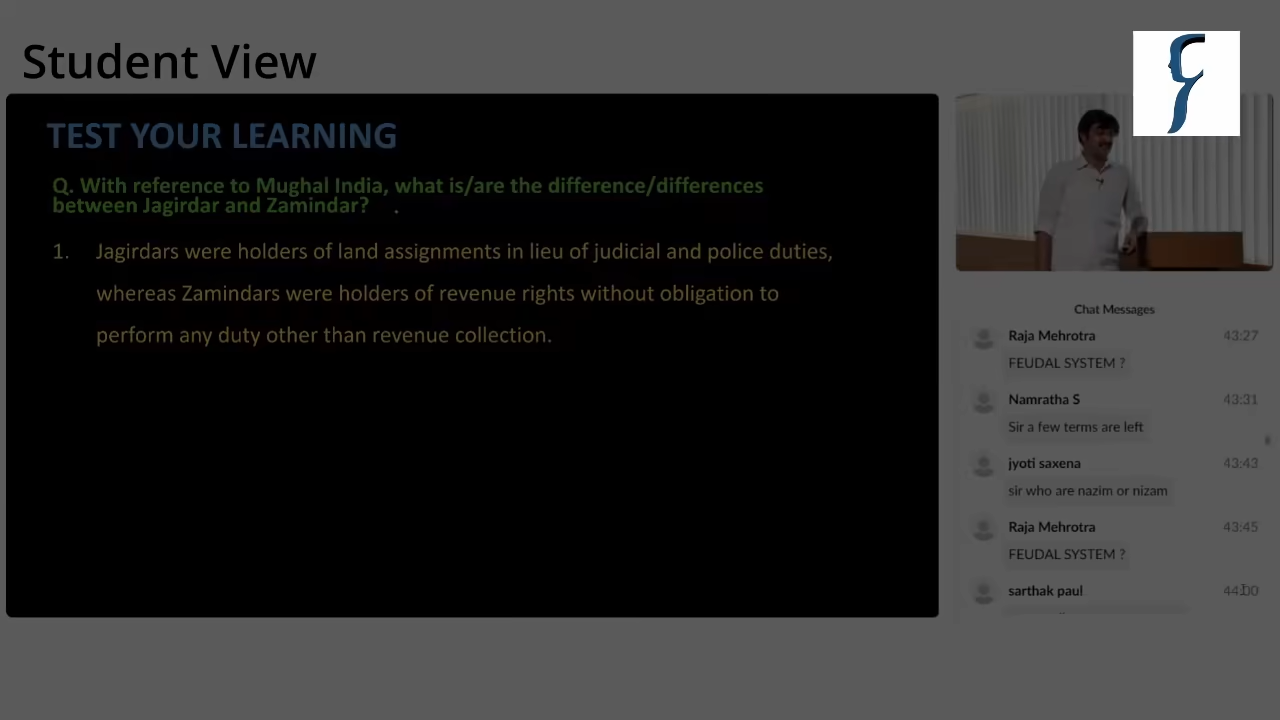 Student View
TEST YOUR LEARNING
Q. With reference to Mughal India, what is/are the difference/differences
between Jagirdar and Zamindar? .
1. Jagirdars were holders of land assignments in lieu of judicial and police duties,
whereas Zamindars were holders of revenue rights without obligation to
perform any duty other than revenue collection.
Chat Messages
Raja Mehrotra 43:27
FEUDAL SYSTEM ?
Namratha S 43:31
Sir a few terms are left
jyoti saxena 43:43
sir who are nazim or nizam
Raja Mehrotra 43:45
FEUDAL SYSTEM ?
sarthak paul 44:00